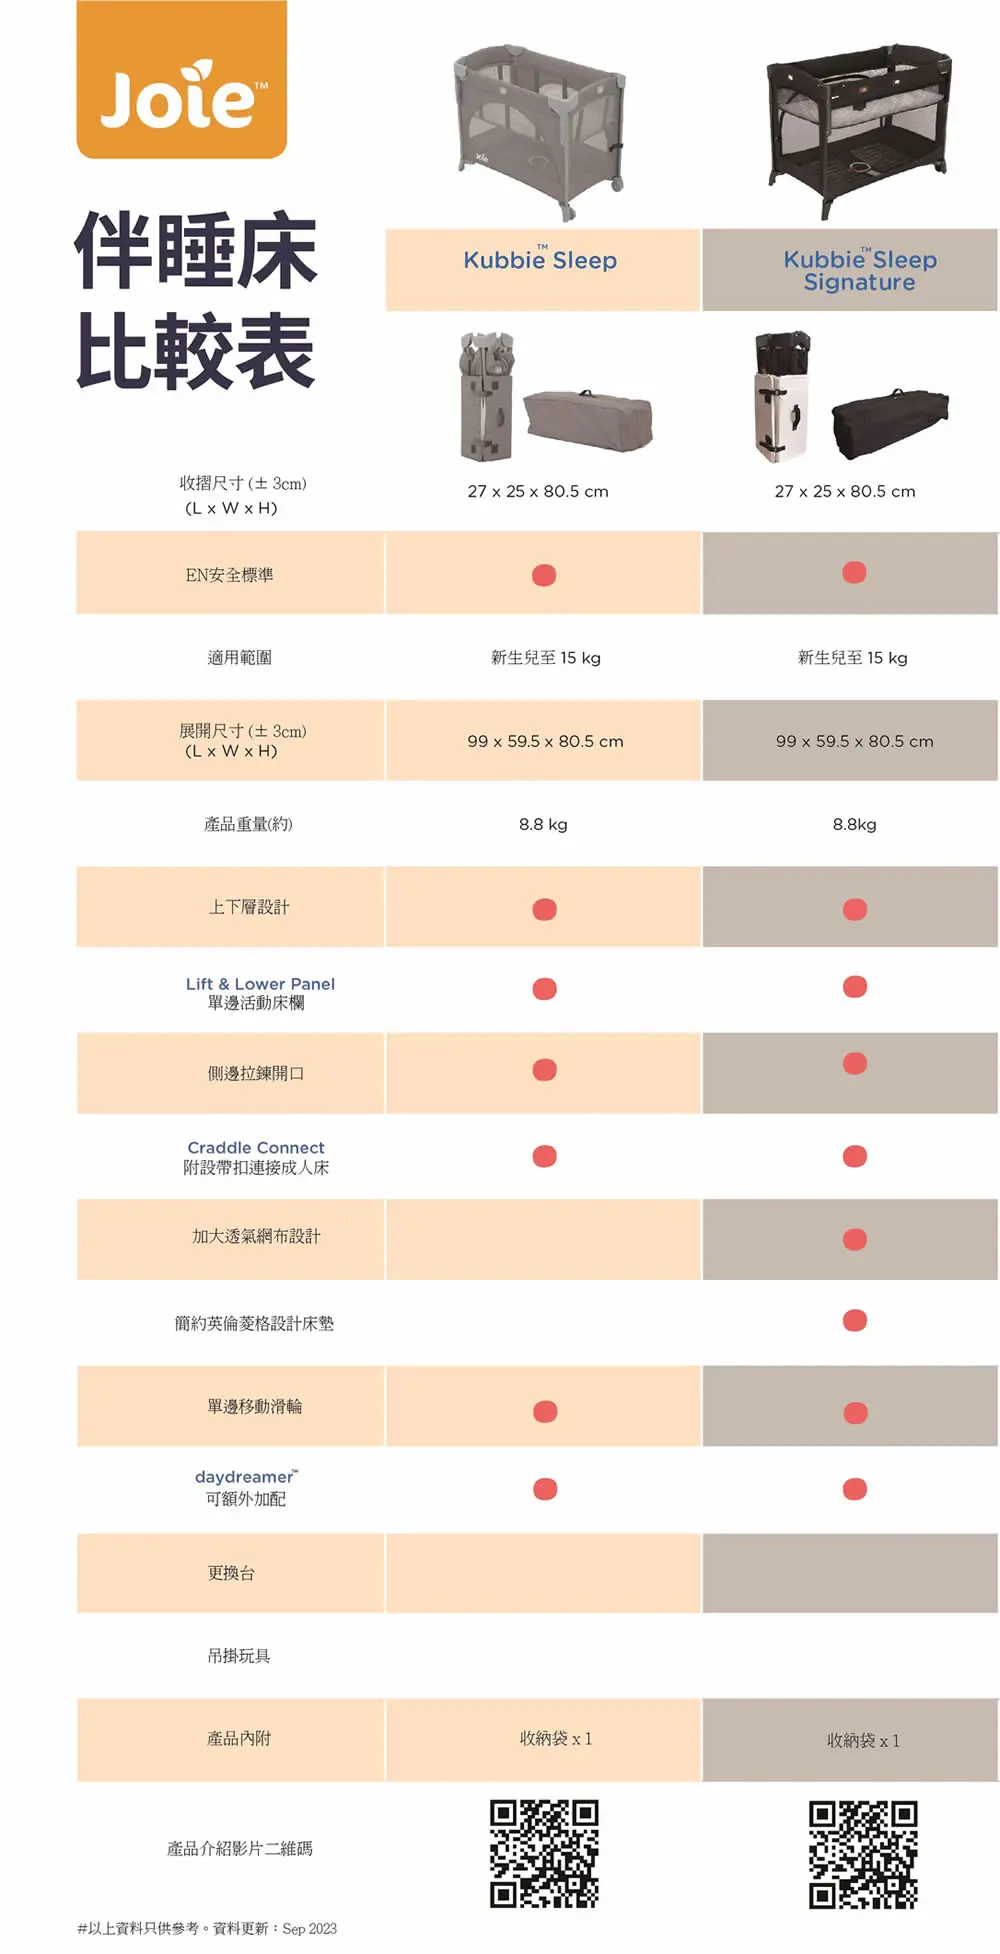 Joie™
伴睡床
比較表
Kubbie™ Sleep
Kubbie™ Sleep
Signature
收摺尺寸 (± 3cm)
(L x W x H)
27 x 25 x 80.5 cm
27 x 25 x 80.5 cm
EN安全標準
適用範圍
新生兒至 15 kg
新生兒至 15 kg
展開尺寸 (± 3cm)
(L x W x H)
99 x 59.5 x 80.5 cm
99 x 59.5 x 80.5 cm
產品重量(約)
8.8 kg
8.8kg
上下層設計
Lift & Lower Panel
單邊活動床欄
側邊拉鍊開口
Craddle Connect
附設帶扣連接成人床
加大透氣網布設計
簡約英倫菱格設計床墊
單邊移動滑輪
daydreamer™
可額外加配
更換台
吊掛玩具
產品內附
收納袋 x 1
收納袋 x 1
產品介紹影片二維碼
#以上資料只供參考。資料更新：Sep 2023